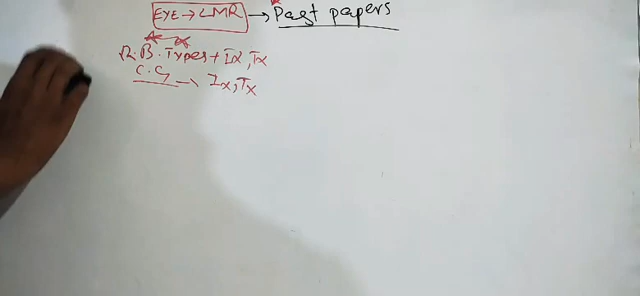 EYE → LMR → Past papers
R.B. Types + Ix, Tx
C.G → Ix, Tx